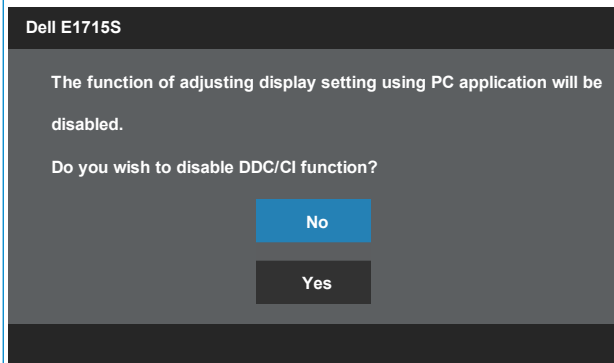 Dell E1715S
The function of adjusting display setting using PC application will be
disabled.
Do you wish to disable DDC/CI function?
No
Yes